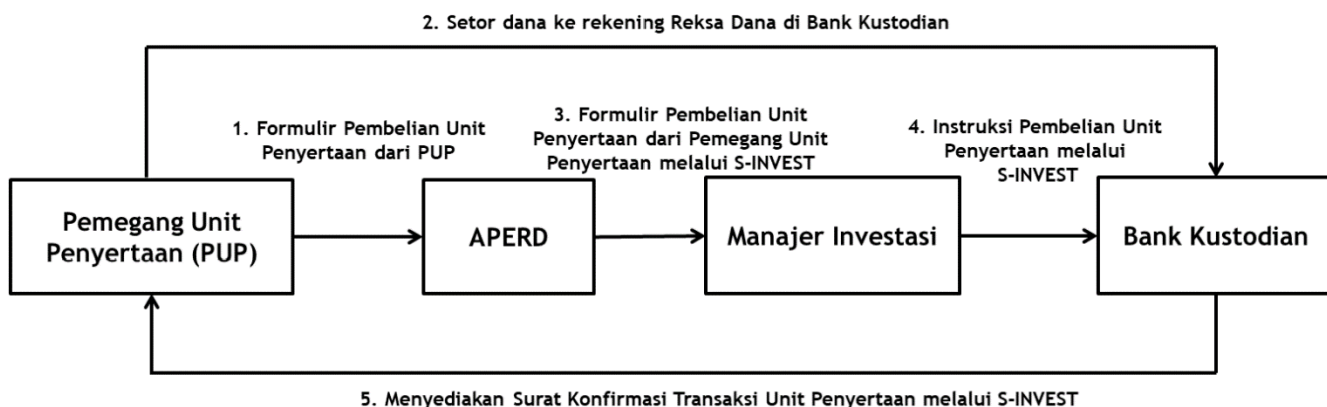 2. Setor dana ke rekening Reksa Dana di Bank Kustodian
1. Formulir Pembelian Unit
Penyertaan dari PUP
3. Formulir Pembelian Unit
Penyertaan dari Pemegang Unit
Penyertaan melalui S-INVEST
4. Instruksi Pembelian Unit
Penyertaan melalui
S-INVEST
Pemegang Unit
Penyertaan (PUP)
APERD
Manajer Investasi
Bank Kustodian
5. Menyediakan Surat Konfirmasi Transaksi Unit Penyertaan melalui S-INVEST